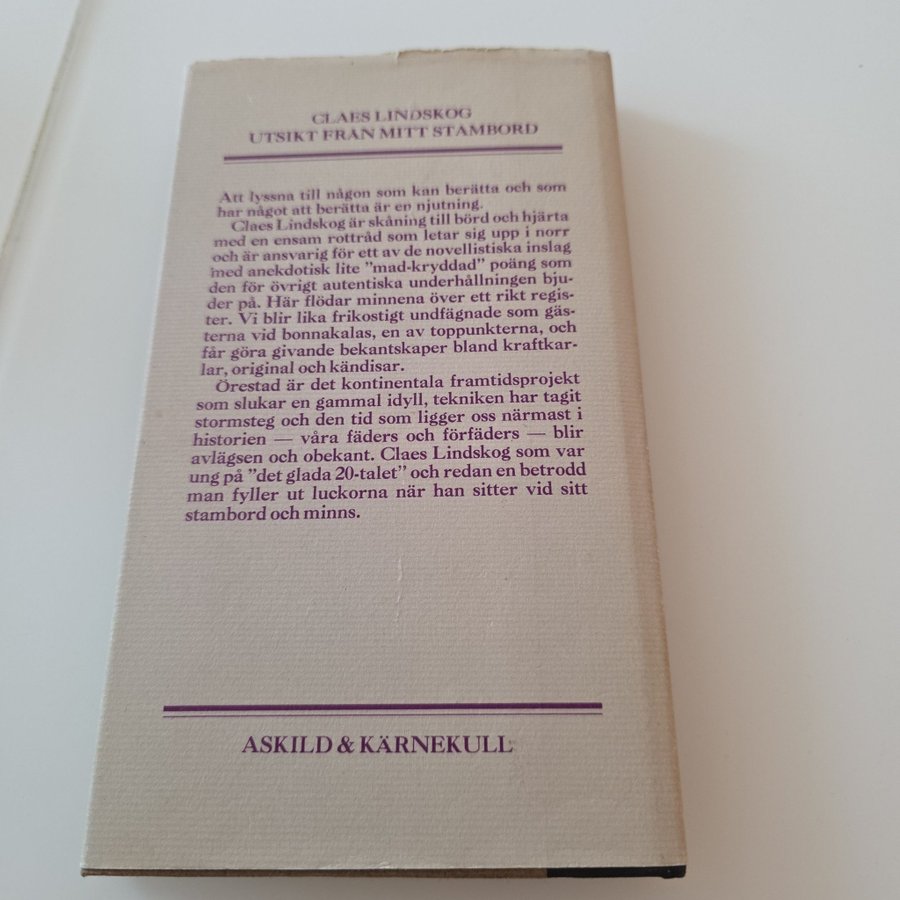 CLAES LINDSKOG
UTSIKT FRÅN MITT STAMBORD
Att lyssna till någon som kan berätta och som
har något att berätta är en njutning.
Claes Lindskog är skåning till börd och hjärta
med en ensam rottråd som letar sig upp i norr
och är ansvarig för ett av de novellistiska inslag
med anekdotisk lite "mad-kryddad" poäng som
den för övrigt autentiska underhållningen bju-
der på. Här flödar minnena över ett rikt regis-
ter. Vi blir lika frikostigt undfägnade som gäs-
terna vid bonnakalas, en av toppunkterna, och
får göra givande bekantskaper bland kraftkar-
lar, original och kändisar.
Örestad är det kontinentala framtidsprojekt
som slukar en gammal idyll, tekniken har tagit
stormsteg och den tid som ligger oss närmast i
historien — våra fäders och förfäders — blir
avlägsen och obekant. Claes Lindskog som var
ung på "det glada 20-talet" och redan en betrodd
man fyller ut luckorna när han sitter vid sitt
stambord och minns.
ASKILD & KÄRNEKULL